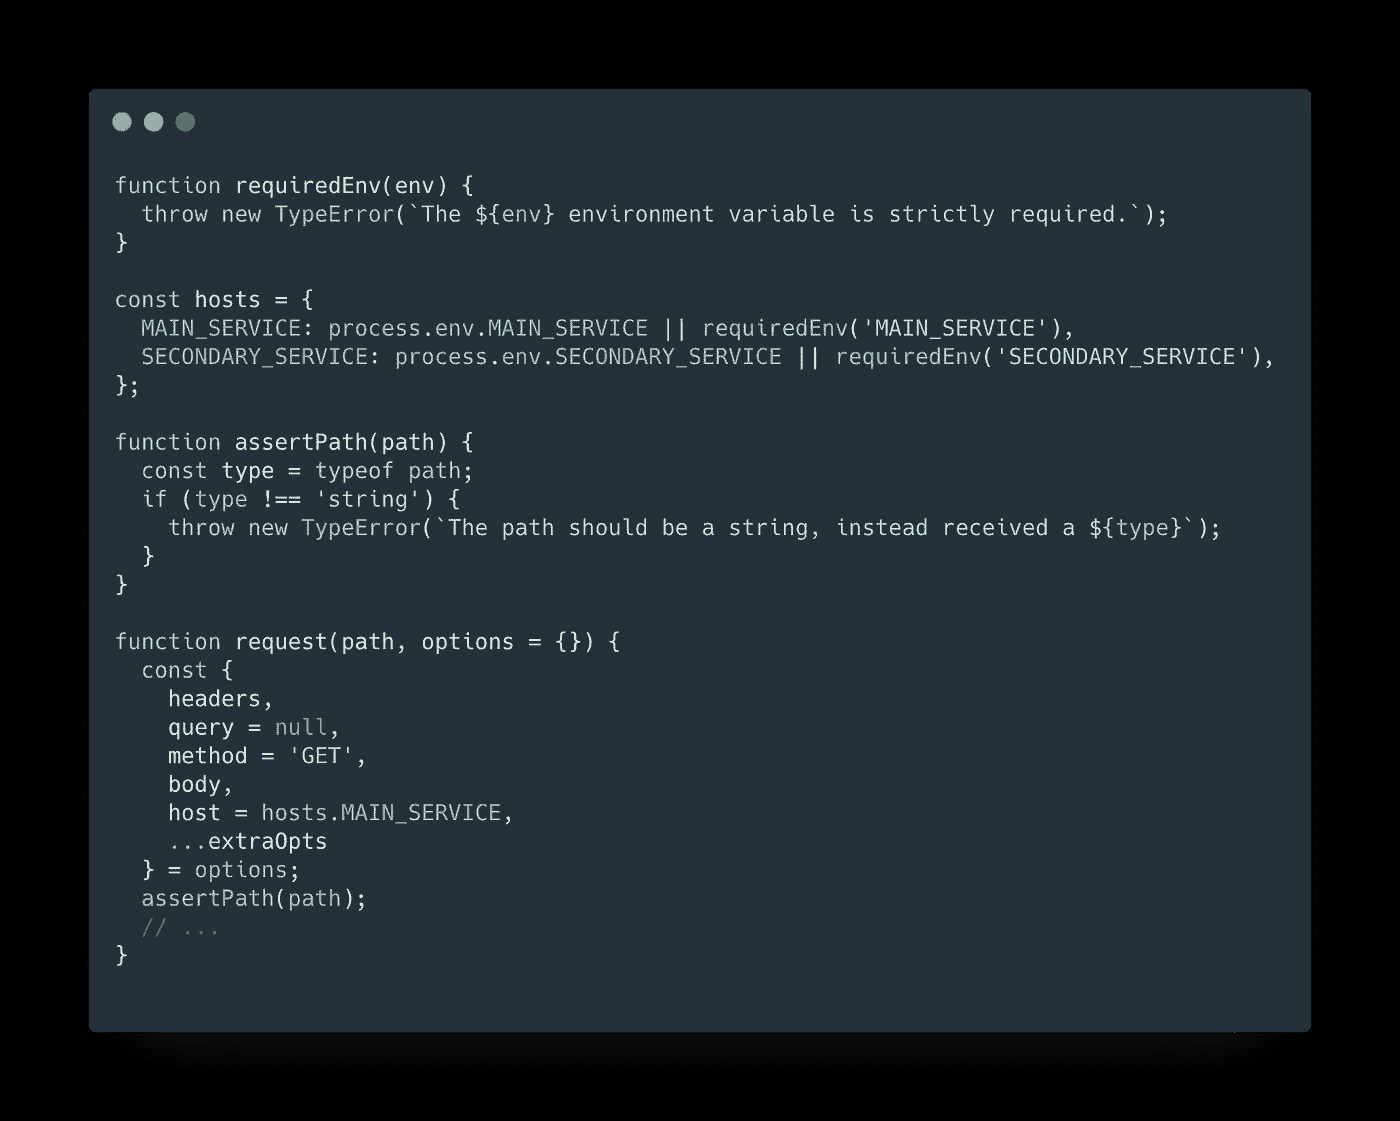 function requiredEnv(env) {
  throw new TypeError(`The ${env} environment variable is strictly required.`);
}

const hosts = {
  MAIN_SERVICE: process.env.MAIN_SERVICE || requiredEnv('MAIN_SERVICE'),
  SECONDARY_SERVICE: process.env.SECONDARY_SERVICE || requiredEnv('SECONDARY_SERVICE'),
};

function assertPath(path) {
  const type = typeof path;
  if (type !== 'string') {
    throw new TypeError(`The path should be a string, instead received a ${type}`);
  }
}

function request(path, options = {}) {
  const {
    headers,
    query = null,
    method = 'GET',
    body,
    host = hosts.MAIN_SERVICE,
    ...extraOpts
  } = options;
  assertPath(path);
  // ...
}